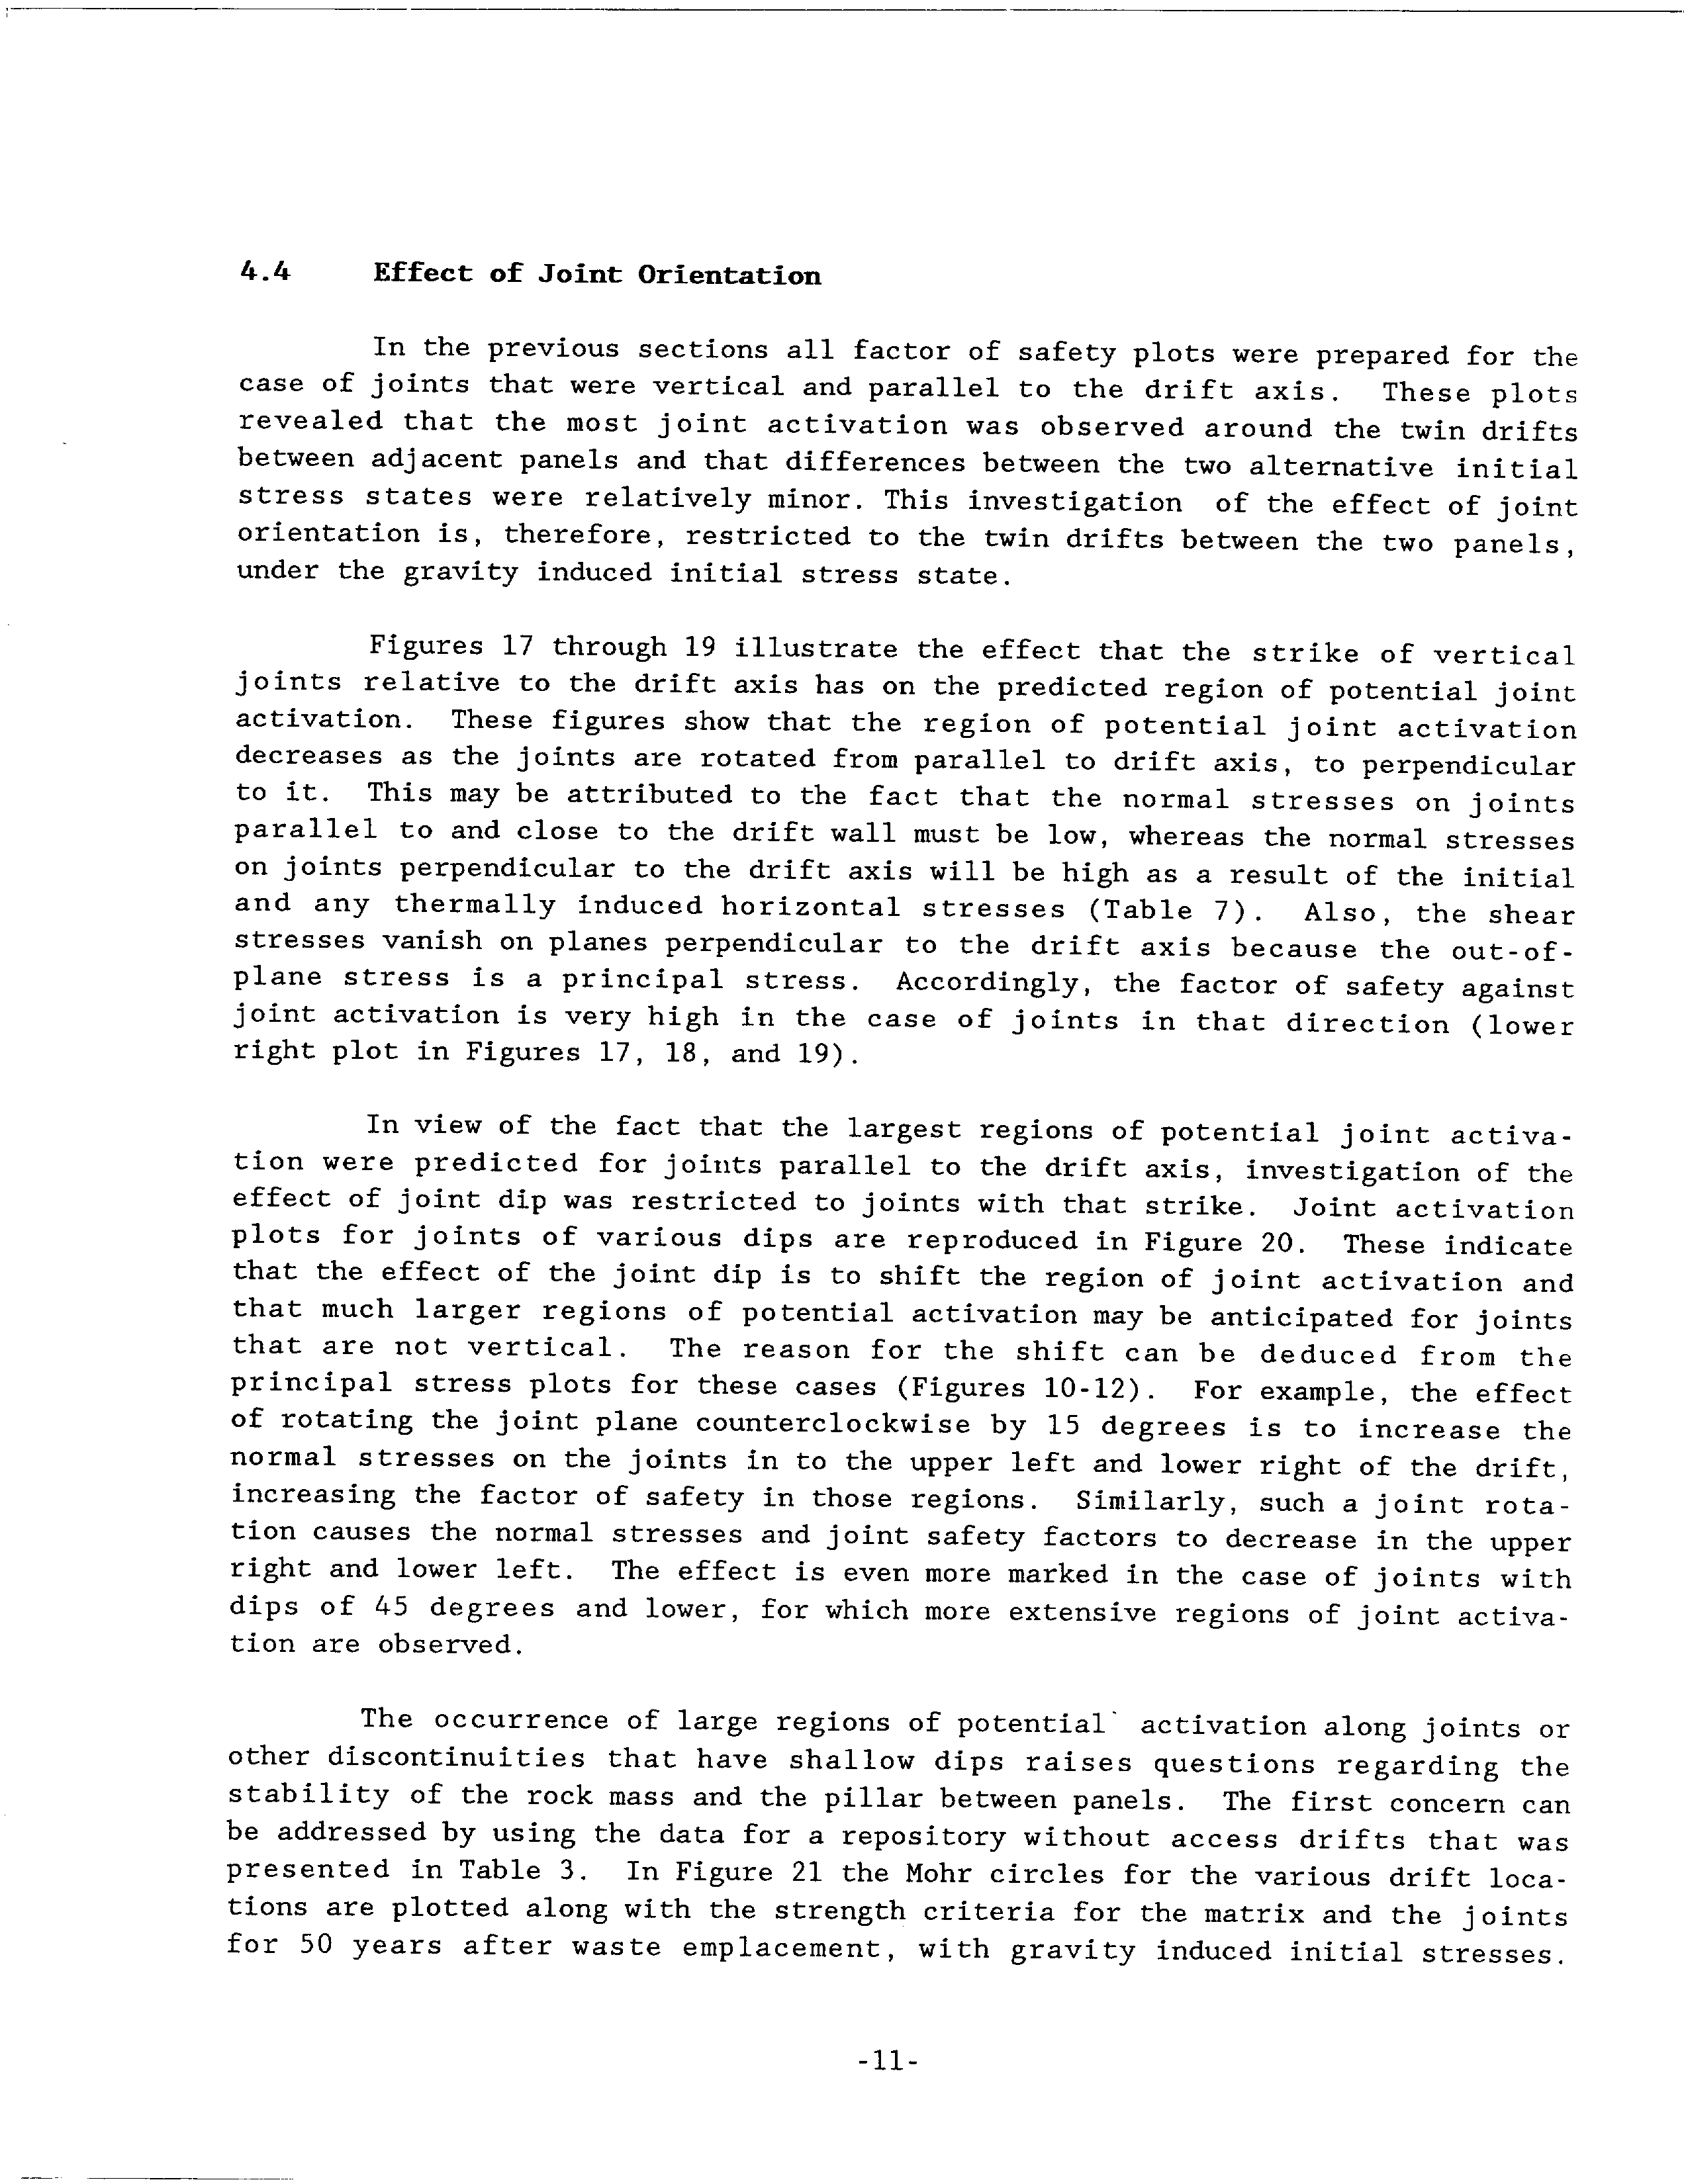 4.4 Effect of Joint Orientation
In the previous sections all factor of safety plots were prepared for the
case of joints that were vertical and parallel to the drift axis. These plots
revealed that the most joint activation was observed around the twin drifts
between adjacent panels and that differences between the two alternative initial
stress states were relatively minor. This investigation of the effect of joint
orientation is, therefore, restricted to the twin drifts between the two panels,
under the gravity induced initial stress state.
Figures 17 through 19 illustrate the effect that the strike of vertical
joints relative to the drift axis has on the predicted region of potential joint
activation. These figures show that the region of potential joint activation
decreases as the joints are rotated from parallel to drift axis, to perpendicular
to it. This may be attributed to the fact that the normal stresses on joints
parallel to and close to the drift wall must be low, whereas the normal stresses
on joints perpendicular to the drift axis will be high as a result of the initial
and any thermally induced horizontal stresses (Table 7). Also, the shear
stresses vanish on planes perpendicular to the drift axis because the out-of-
plane stress is a principal stress. Accordingly, the factor of safety against
joint activation is very high in the case of joints in that direction (lower
right plot in Figures 17, 18, and 19).
In view of the fact that the largest regions of potential joint activa-
tion were predicted for joints parallel to the drift axis, investigation of the
effect of joint dip was restricted to joints with that strike. Joint activation
plots for joints of various dips are reproduced in Figure 20. These indicate
that the effect of the joint dip is to shift the region of joint activation and
that much larger regions of potential activation may be anticipated for joints
that are not vertical. The reason for the shift can be deduced from the
principal stress plots for these cases (Figures 10-12). For example, the effect
of rotating the joint plane counterclockwise by 15 degrees is to increase the
normal stresses on the joints in to the upper left and lower right of the drift,
increasing the factor of safety in those regions. Similarly, such a joint rota-
tion causes the normal stresses and joint safety factors to decrease in the upper
right and lower left. The effect is even more marked in the case of joints with
dips of 45 degrees and lower, for which more extensive regions of joint activa-
tion are observed.
The occurrence of large regions of potential activation along joints or
other discontinuities that have shallow dips raises questions regarding the
stability of the rock mass and the pillar between panels. The first concern can
be addressed by using the data for a repository without access drifts that was
presented in Table 3. In Figure 21 the Mohr circles for the various drift loca-
tions are plotted along with the strength criteria for the matrix and the joints
for 50 years after waste emplacement, with gravity induced initial stresses.
-11-